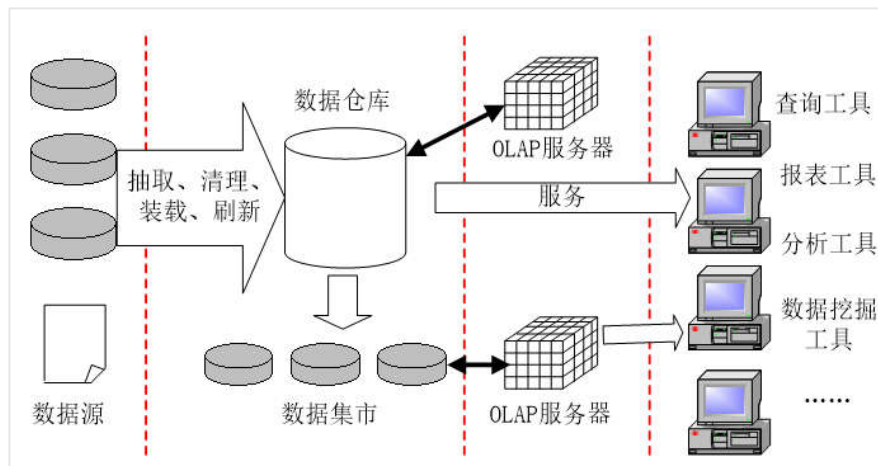 数据仓库
OLAP服务器
查询工具
抽取、清理、
装载、刷新
服务
报表工具
分析工具
数据挖掘
工具
数据源
数据集市
OLAP服务器
……